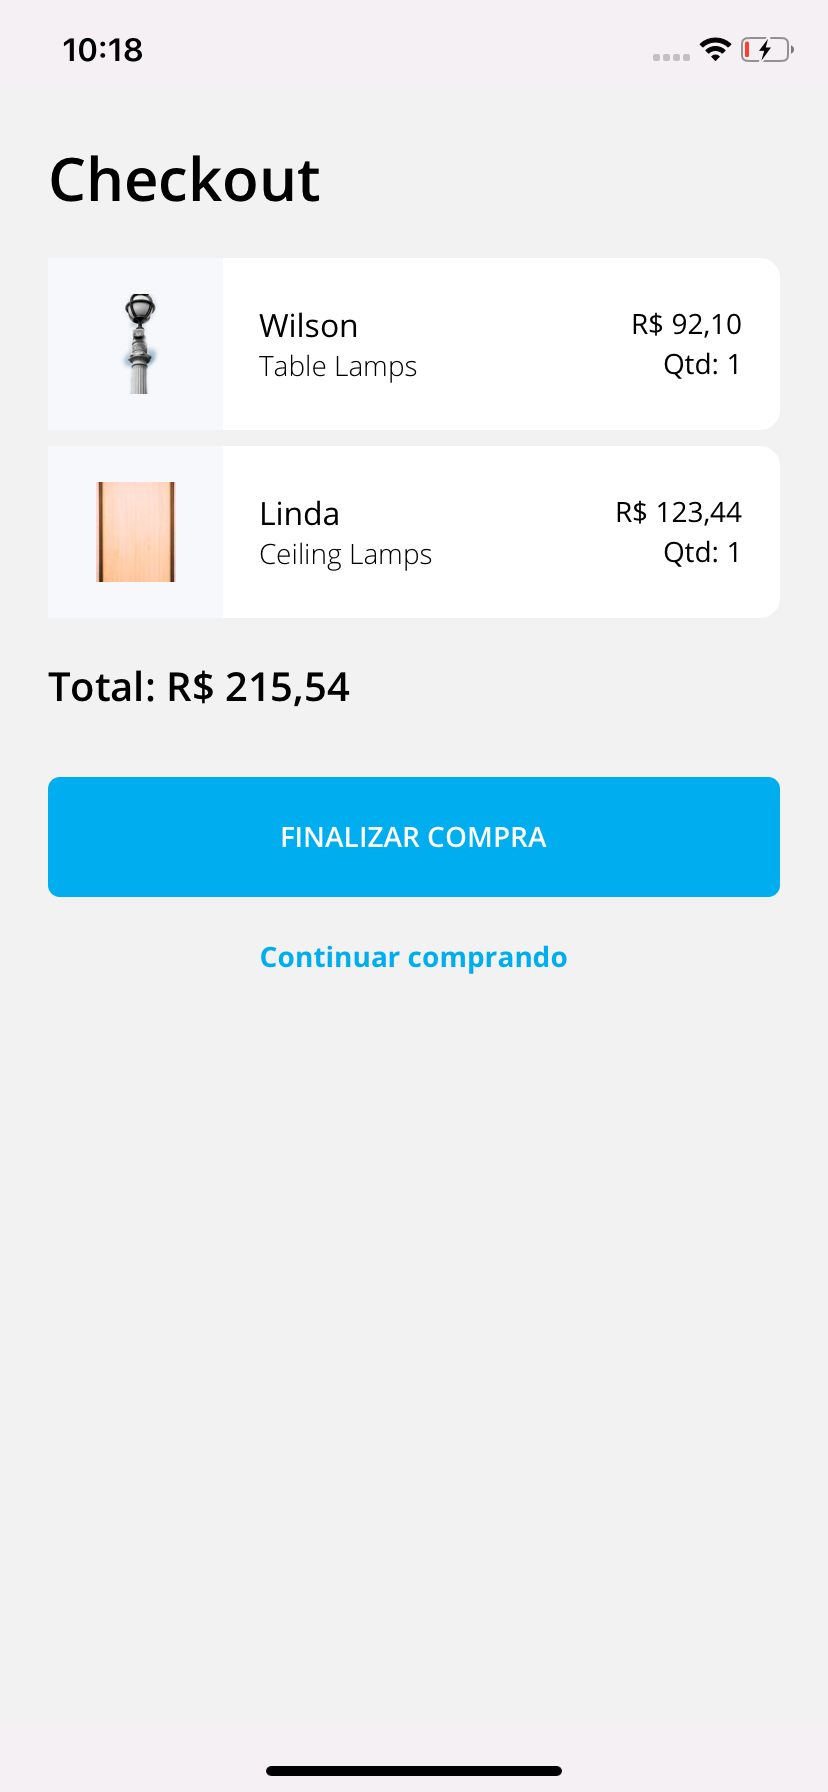 10:18
Checkout
Wilson
R$ 92,10
Table Lamps
Qtd: 1
Linda
R$ 123,44
Ceiling Lamps
Qtd: 1
Total: R$ 215,54
FINALIZAR COMPRA
Continuar comprando